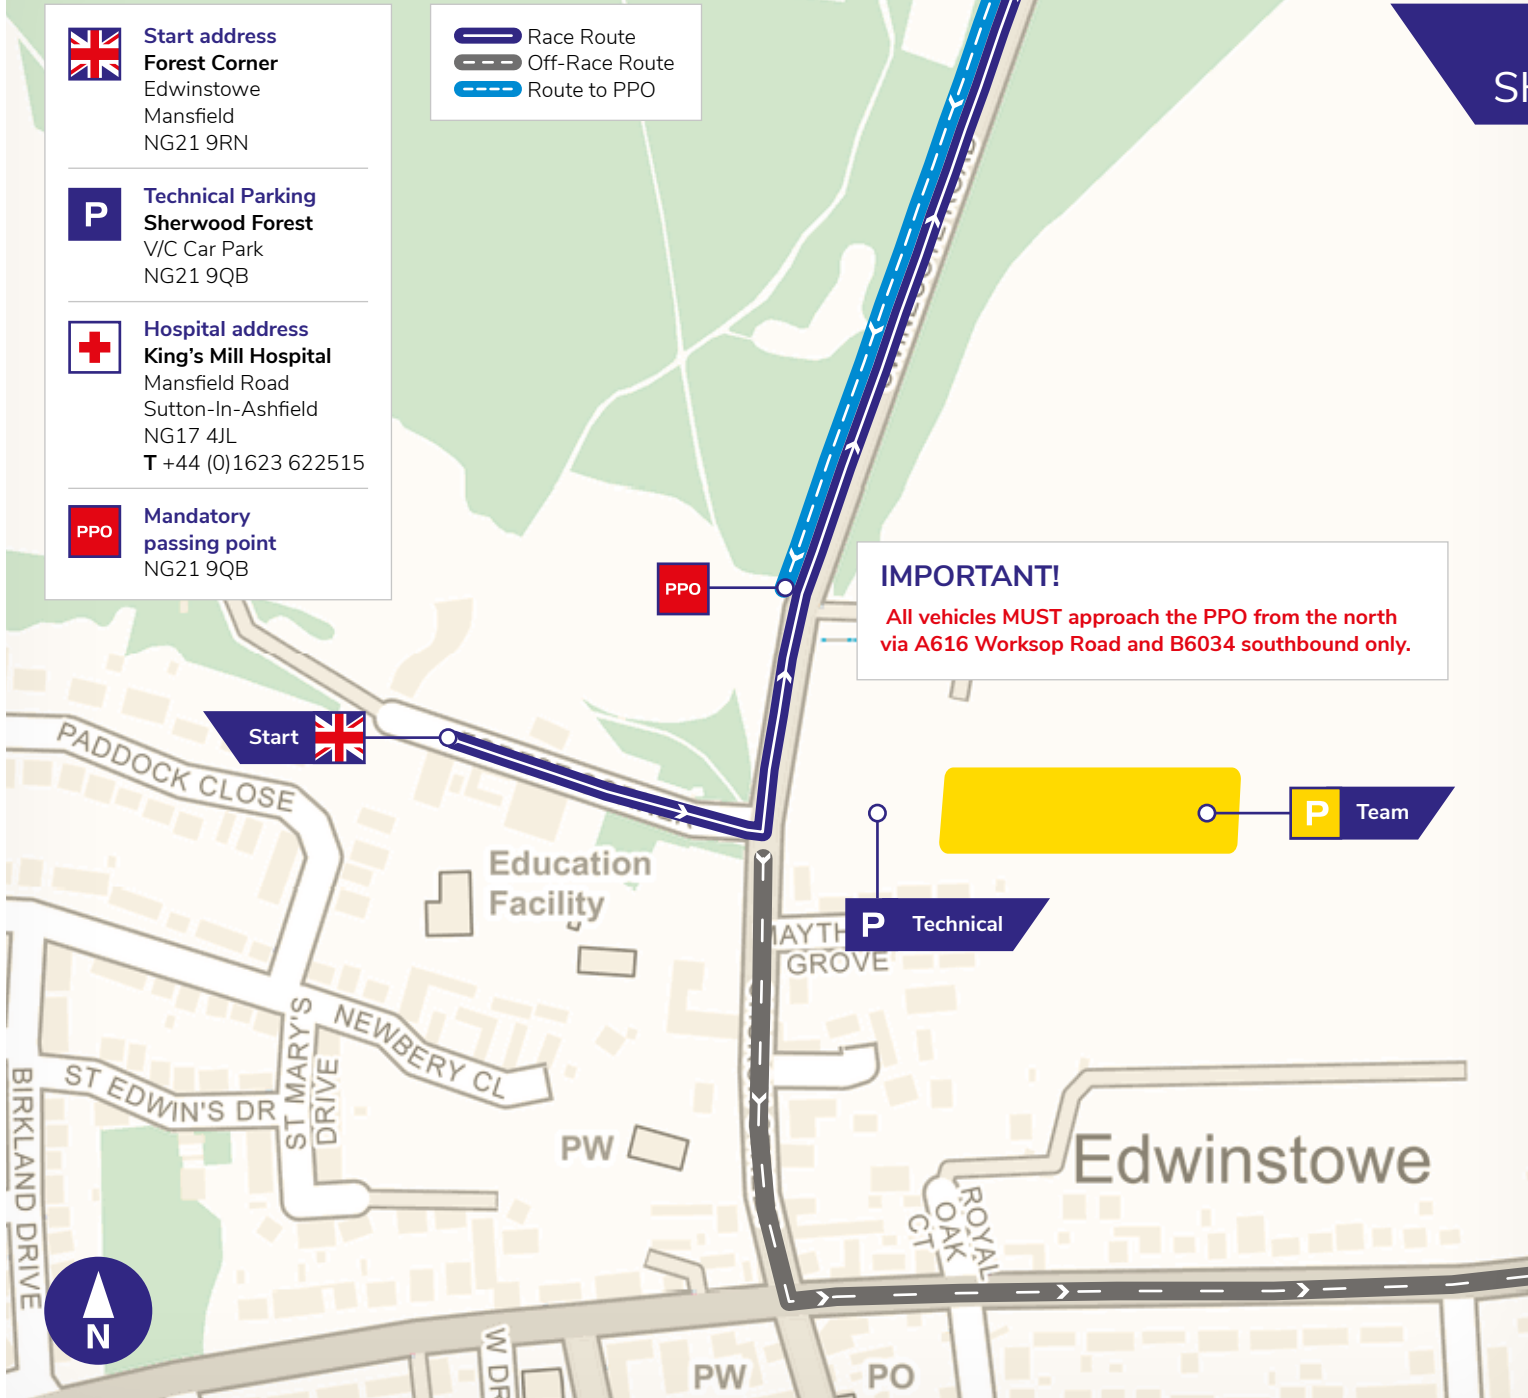 Start address
Forest Corner
Edwinstowe
Mansfield
NG21 9RN
P
Technical Parking
Sherwood Forest
V/C Car Park
NG21 9QB
Hospital address
King's Mill Hospital
Mansfield Road
Sutton-In-Ashfield
NG17 4JL
T +44 (0)1623 622515
PPO
Mandatory
passing point
NG21 9QB
Race Route
Off-Race Route
Route to PPO
PPO
IMPORTANT!
All vehicles MUST approach the PPO from the north
via A616 Worksop Road and B6034 southbound only.
Start
PADDOCK CLOSE
P Team
Education
Facility
P Technical
GROVE
NEWBERY CL
ST MARY'S
DRIVE
ST EDWIN'S DR
BIRKLAND DRIVE
PW
Edwinstowe
ROYAL
OAK
CT
N
W DR
PW
PO